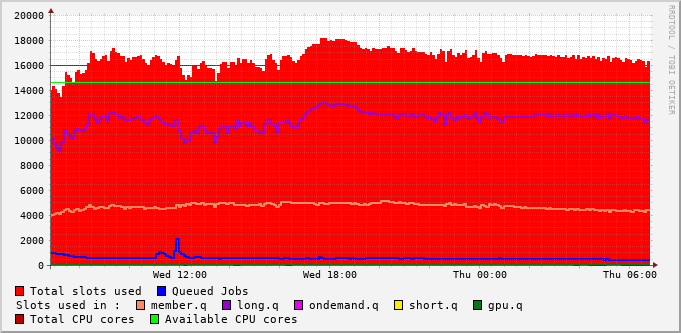 20000
18000
16000
14000
12000
10000
8000
6000
4000
2000
0
Wed 12:00 Wed 18:00 Thu 00:00 Thu 06:00
Total slots used Queued Jobs
Slots used in : member.q long.q ondemand.q short.q gpu.q
Total CPU cores Available CPU cores
RRDTOOL / TOBI OETIKER